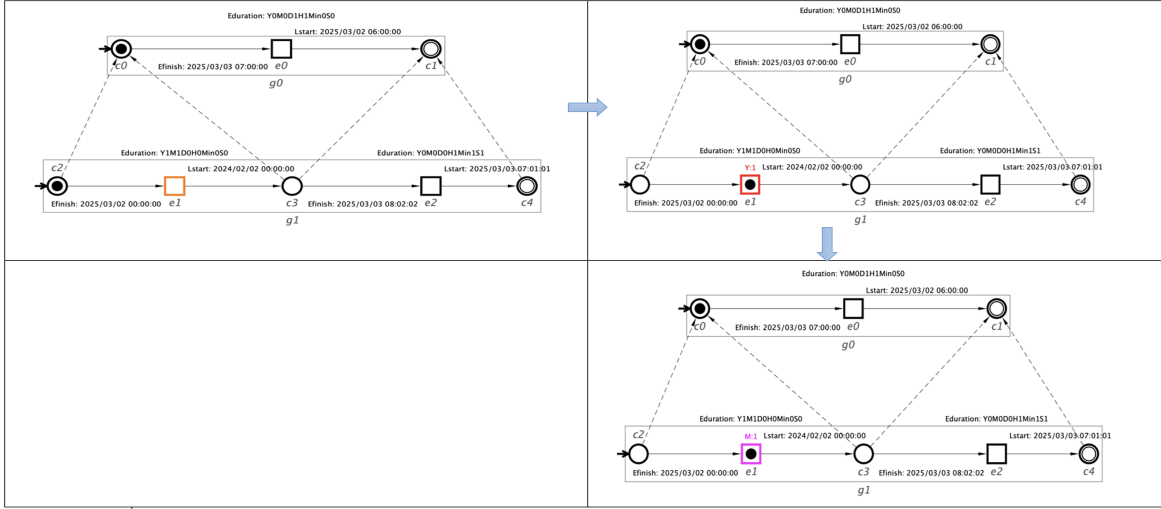 Eduration: Y0M0D1H1Min0S0
Lstart: 2025/03/02 06:00:00
c0
Efinish: 2025/03/03 07:00:00
e0
c1
g0
Eduration: Y1M1D0H0Min0S0
Eduration: Y0M0D0H1Min1S1
c2
Lstart: 2024/02/02 00:00:00
Lstart: 2025/03/03 07:01:01
Efinish: 2025/03/02 00:00:00
e1
c3
Efinish: 2025/03/03 08:02:02
e2
c4
g1
Eduration: Y0M0D1H1Min0S0
Lstart: 2025/03/02 06:00:00
c0
Efinish: 2025/03/03 07:00:00
e0
c1
g0
Eduration: Y1M1D0H0Min0S0
Eduration: Y0M0D0H1Min1S1
c2
Y:1
Lstart: 2024/02/02 00:00:00
Lstart: 2025/03/03 07:01:01
Efinish: 2025/03/02 00:00:00
e1
c3
Efinish: 2025/03/03 08:02:02
e2
c4
g1
Eduration: Y0M0D1H1Min0S0
Lstart: 2025/03/02 06:00:00
c0
Efinish: 2025/03/03 07:00:00
e0
c1
g0
Eduration: Y1M1D0H0Min0S0
Eduration: Y0M0D0H1Min1S1
c2
M:1
Lstart: 2024/02/02 00:00:00
Lstart: 2025/03/03 07:01:01
Efinish: 2025/03/02 00:00:00
e1
c3
Efinish: 2025/03/03 08:02:02
e2
c4
g1